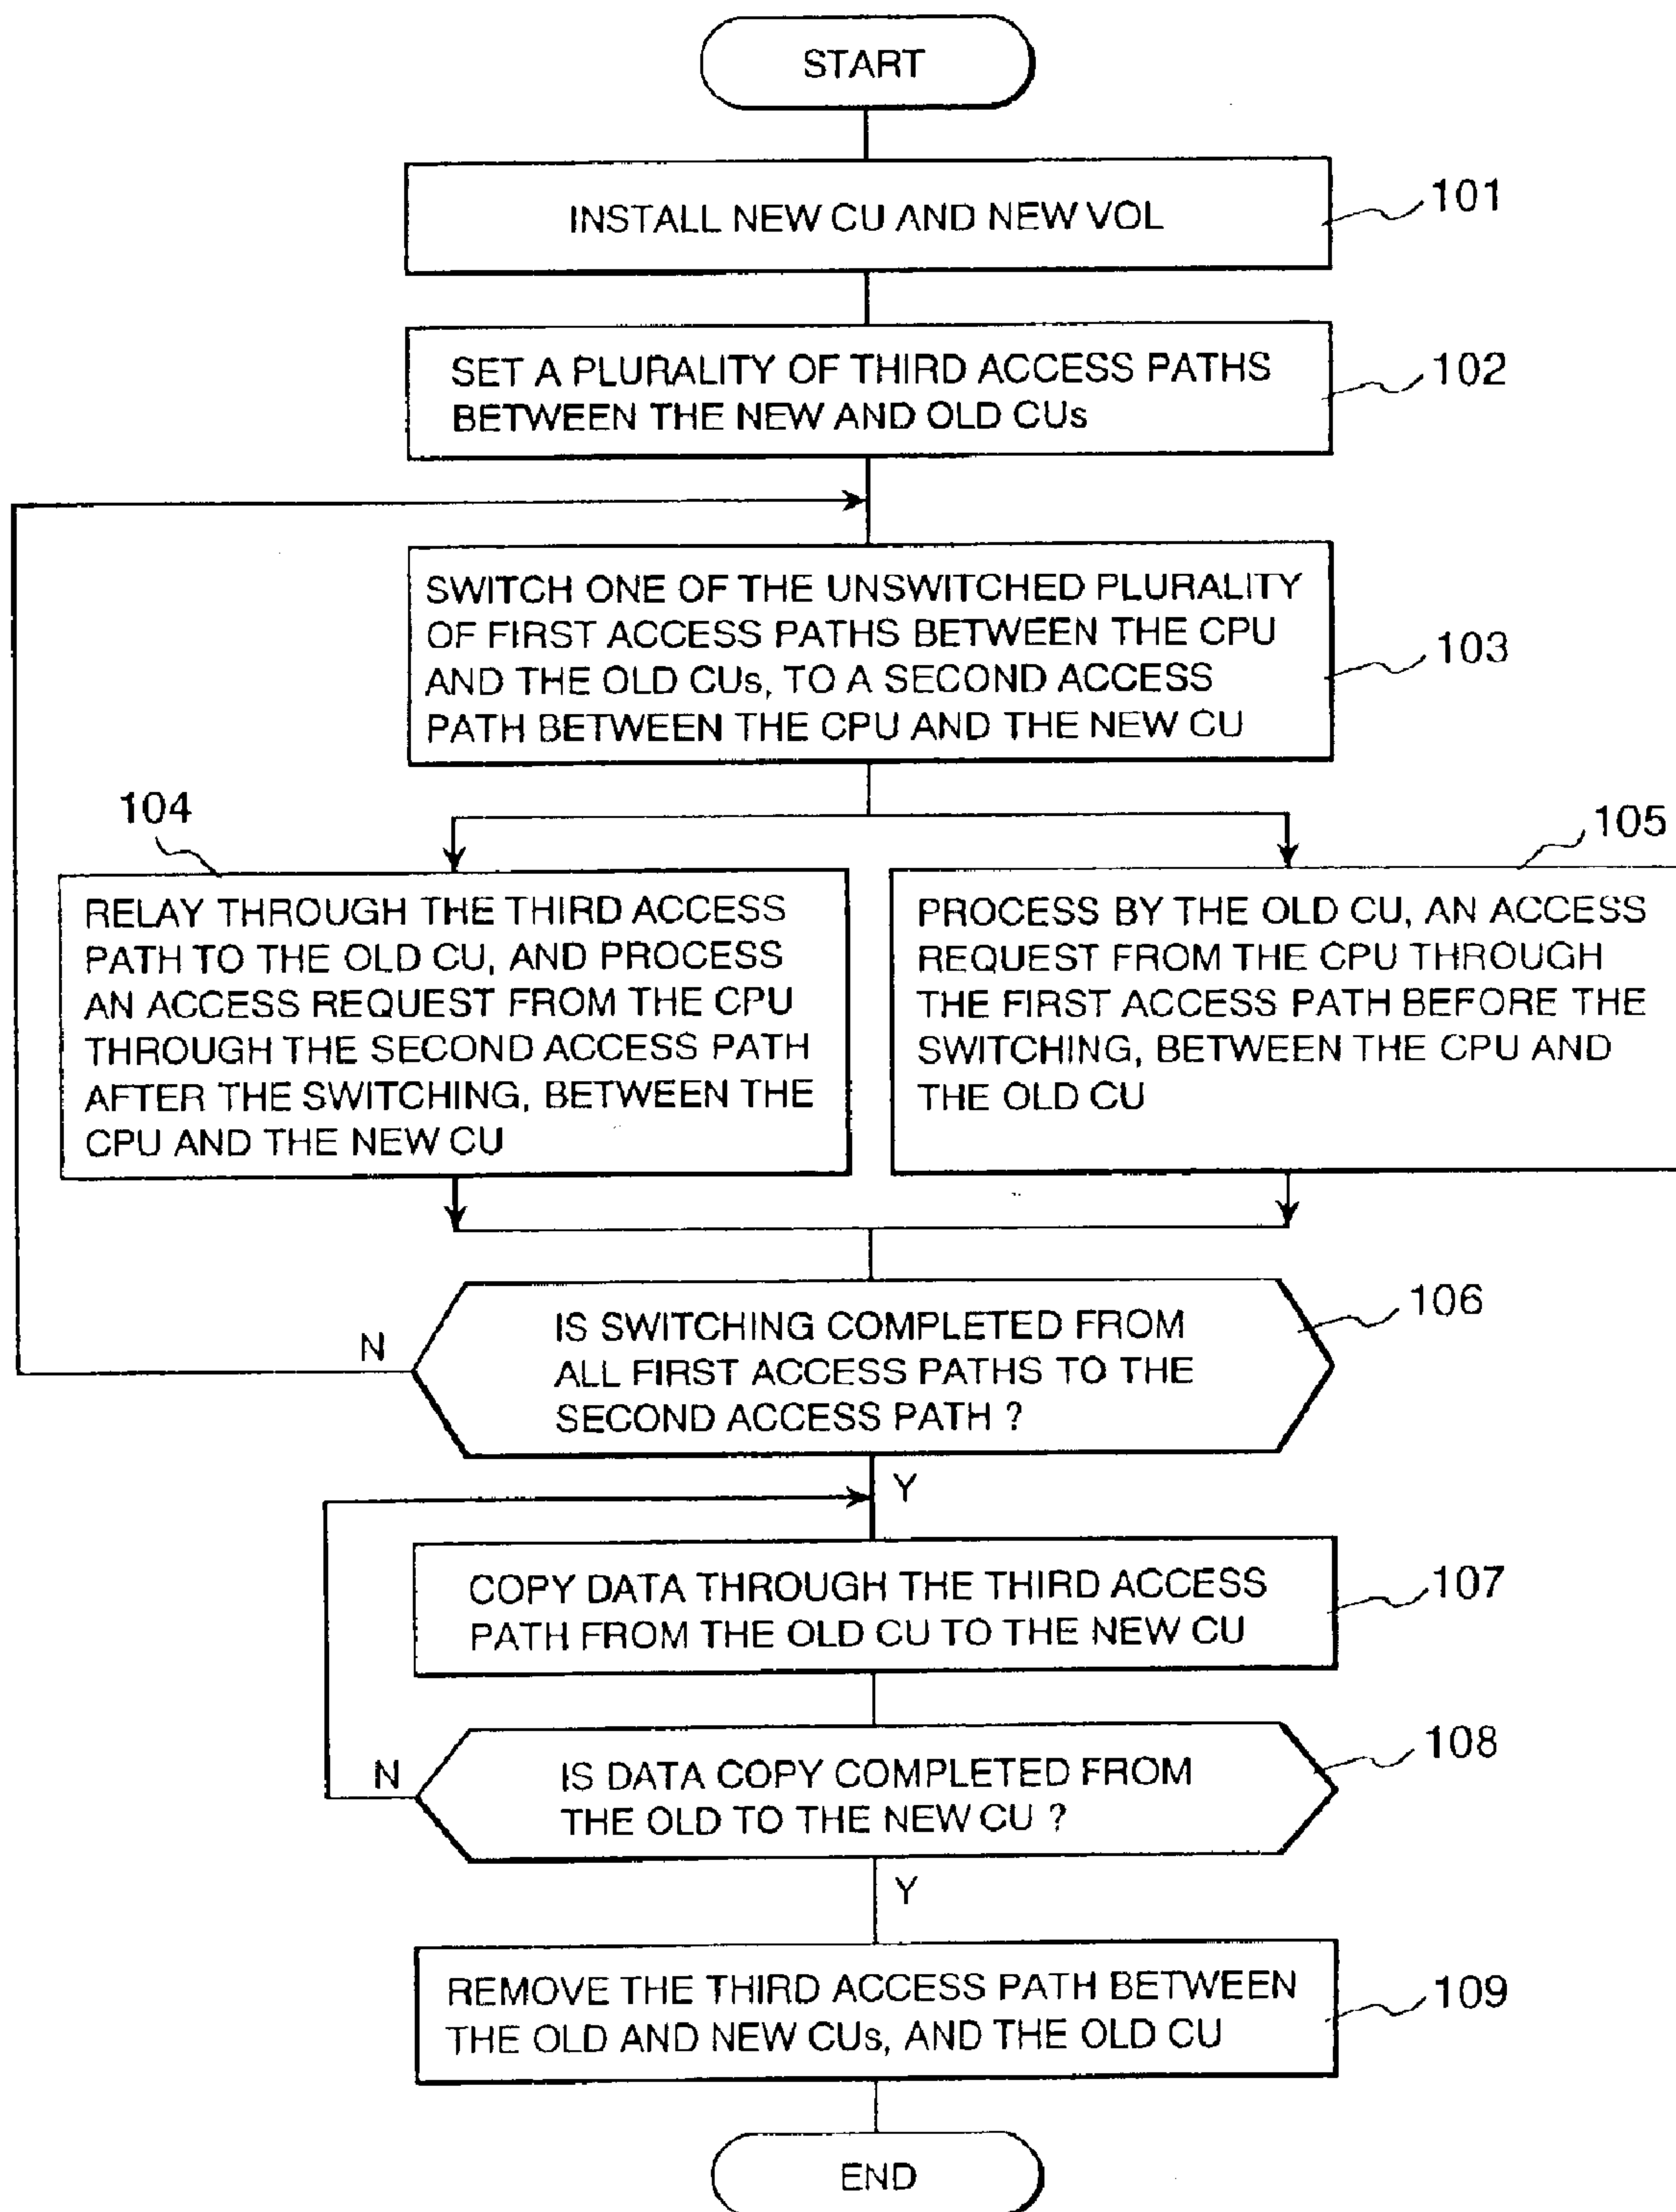 START
INSTALL NEW CU AND NEW VOL
101
SET A PLURALITY OF THIRD ACCESS PATHS
BETWEEN THE NEW AND OLD CUs
102
SWITCH ONE OF THE UNSWITCHED PLURALITY
OF FIRST ACCESS PATHS BETWEEN THE CPU
AND THE OLD CUs, TO A SECOND ACCESS
PATH BETWEEN THE CPU AND THE NEW CU
103
104
RELAY THROUGH THE THIRD ACCESS
PATH TO THE OLD CU, AND PROCESS
AN ACCESS REQUEST FROM THE CPU
THROUGH THE SECOND ACCESS PATH
AFTER THE SWITCHING, BETWEEN THE
CPU AND THE NEW CU
105
PROCESS BY THE OLD CU, AN ACCESS
REQUEST FROM THE CPU THROUGH
THE FIRST ACCESS PATH BEFORE THE
SWITCHING, BETWEEN THE CPU AND
THE OLD CU
106
IS SWITCHING COMPLETED FROM
ALL FIRST ACCESS PATHS TO THE
SECOND ACCESS PATH ?
N
Y
COPY DATA THROUGH THE THIRD ACCESS
PATH FROM THE OLD CU TO THE NEW CU
107
IS DATA COPY COMPLETED FROM
THE OLD TO THE NEW CU ?
108
N
Y
REMOVE THE THIRD ACCESS PATH BETWEEN
THE OLD AND NEW CUs, AND THE OLD CU
109
END